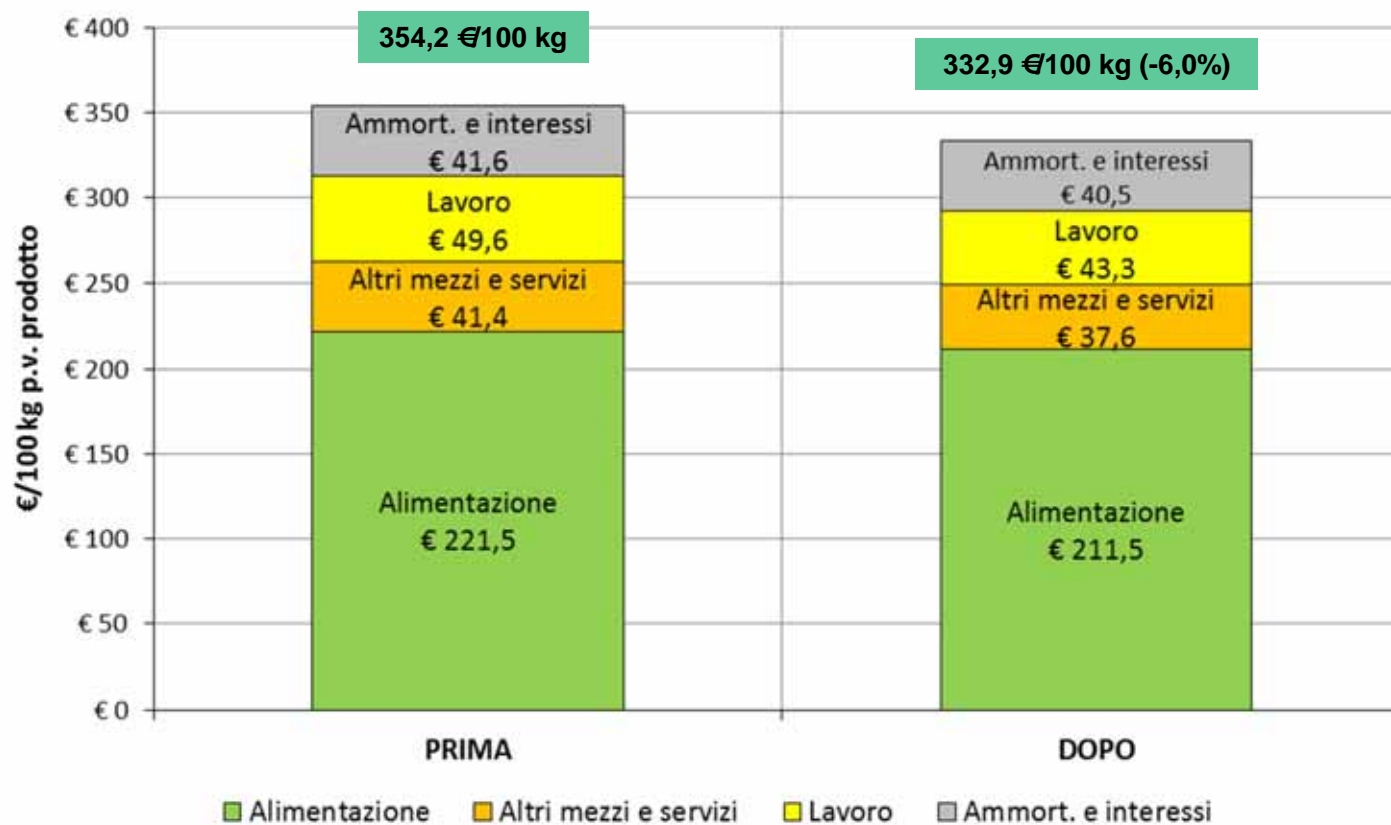 354,2 €/100 kg
332,9 €/100 kg (-6,0%)
€/100kg p.v. prodotto
€ 400
€ 350
€ 300
€ 250
€ 200
€ 150
€ 100
€ 50
€ 0
Ammort. e interessi
€ 41,6
Lavoro
€ 49,6
Altri mezzi e servizi
€ 41,4
Alimentazione
€ 221,5
Ammort. e interessi
€ 40,5
Lavoro
€ 43,3
Altri mezzi e servizi
€ 37,6
Alimentazione
€ 211,5
PRIMA
DOPO
Alimentazione
Altri mezzi e servizi
Lavoro
Ammort. e interessi